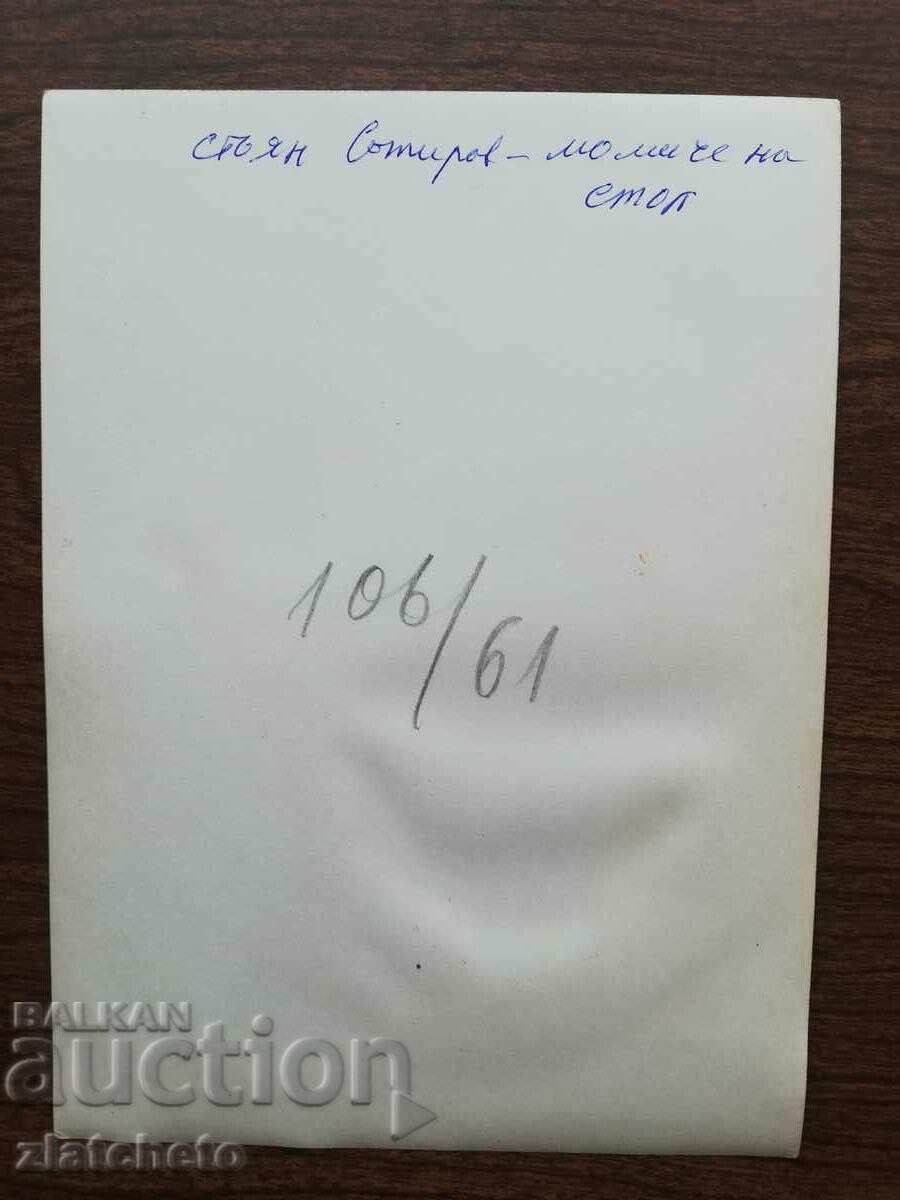 стоян Сотиров – момиче на
стол
106/61
BALKAN
auction
zlatcheto